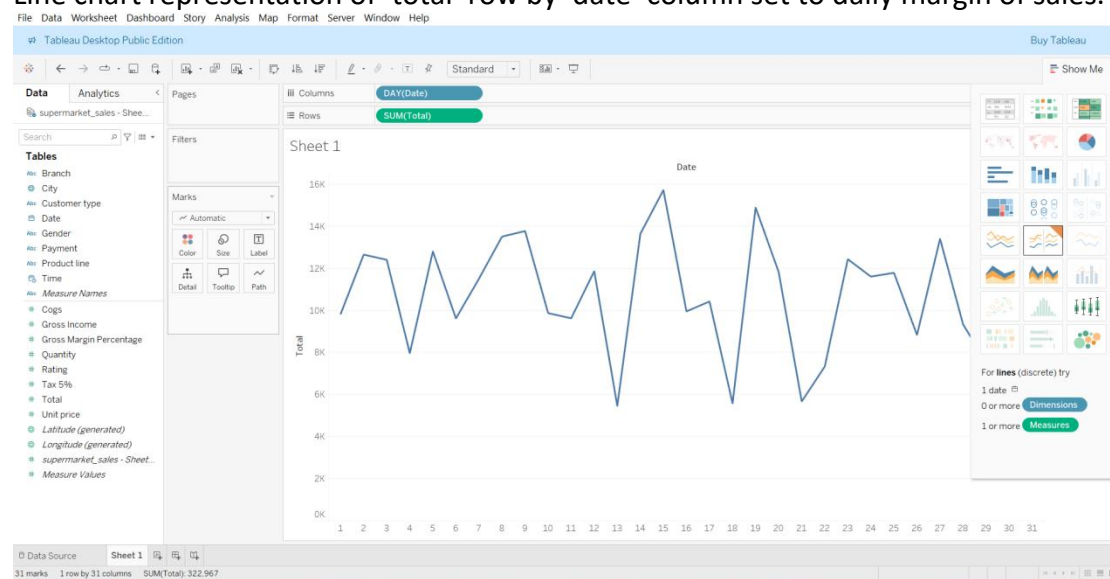 Line chart representation of 'total' row by 'date' column set to daily margin of sales.
File Data Worksheet Dashboard Story Analysis Map Format Server Window Help
Tableau Desktop Public Edition Buy Tableau
Standard Show Me
Data Analytics
Pages
Columns DAY(Date)
supermarket_sales - Shee...
Rows SUM(Total)
Search
Filters
Sheet 1
Tables
Abc Branch
City
Abc Customer type
Date
Abc Gender
Abc Payment
Abc Product line
Time
Abc Measure Names
Cogs
Gross Income
Gross Margin Percentage
Quantity
Rating
Tax 5%
Total
Unit price
Latitude (generated)
Longitude (generated)
supermarket_sales - Sheet...
Measure Values
Marks
Automatic
Color Size Label
Detail Tooltip Path
Date
16K
14K
12K
10K
8K
6K
4K
2K
0K
Total
1 2 3 4 5 6 7 8 9 10 11 12 13 14 15 16 17 18 19 20 21 22 23 24 25 26 27 28 29 30 31
For lines (discrete) try
1 date
0 or more Dimensions
1 or more Measures
Data Source Sheet 1
31 marks 1 row by 31 columns SUM(Total): 322.967